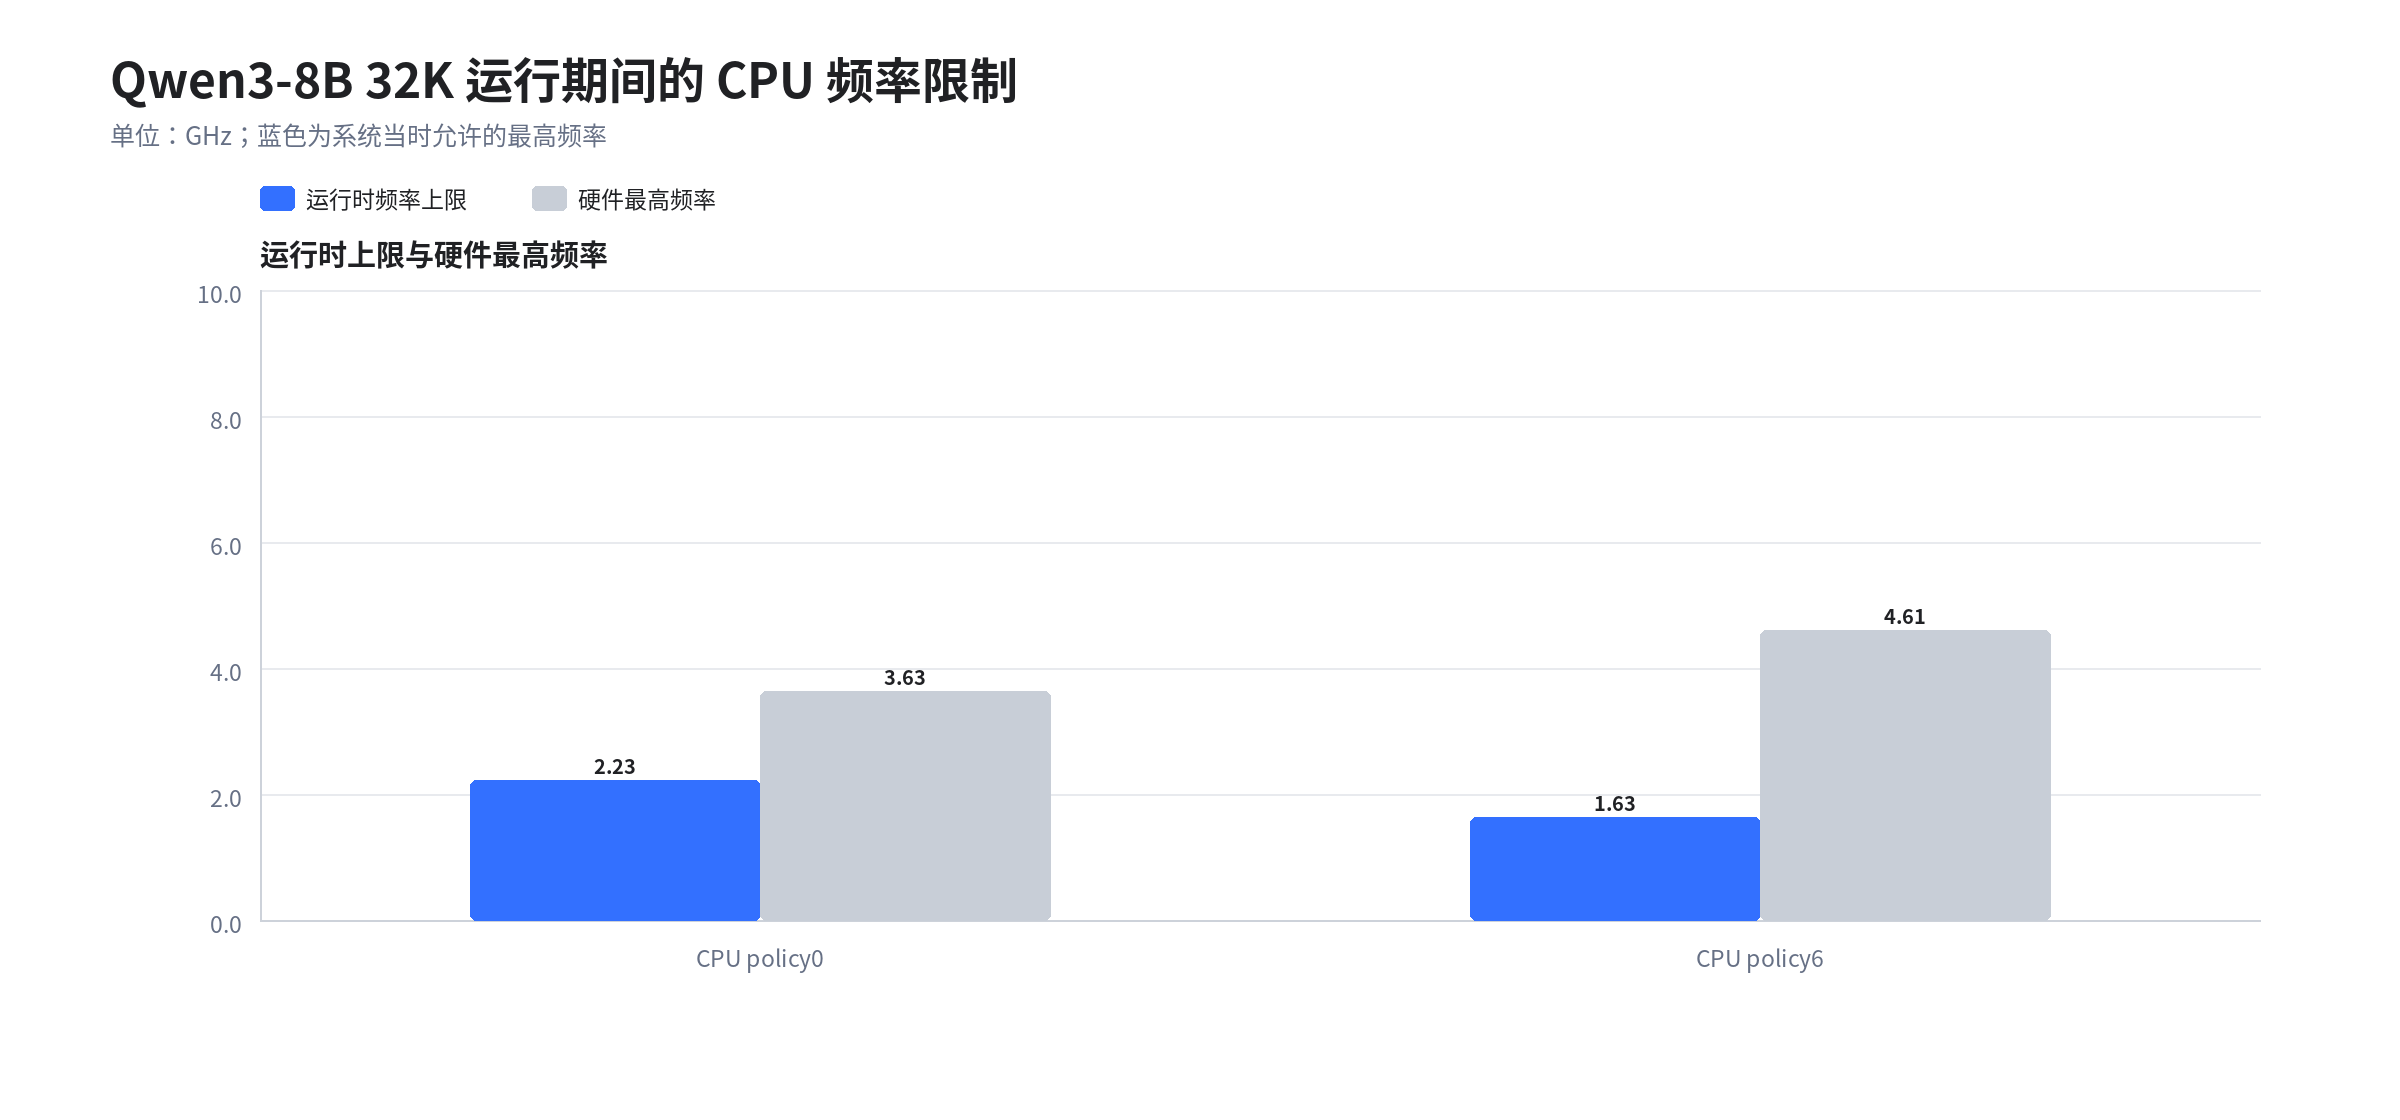 Qwen3-8B 32K 运行期间的 CPU 频率限制
单位：GHz；蓝色为系统当时允许的最高频率
运行时频率上限 硬件最高频率
运行时上限与硬件最高频率
10.0
8.0
6.0
4.0
2.0
0.0
2.23
3.63
1.63
4.61
CPU policy0
CPU policy6